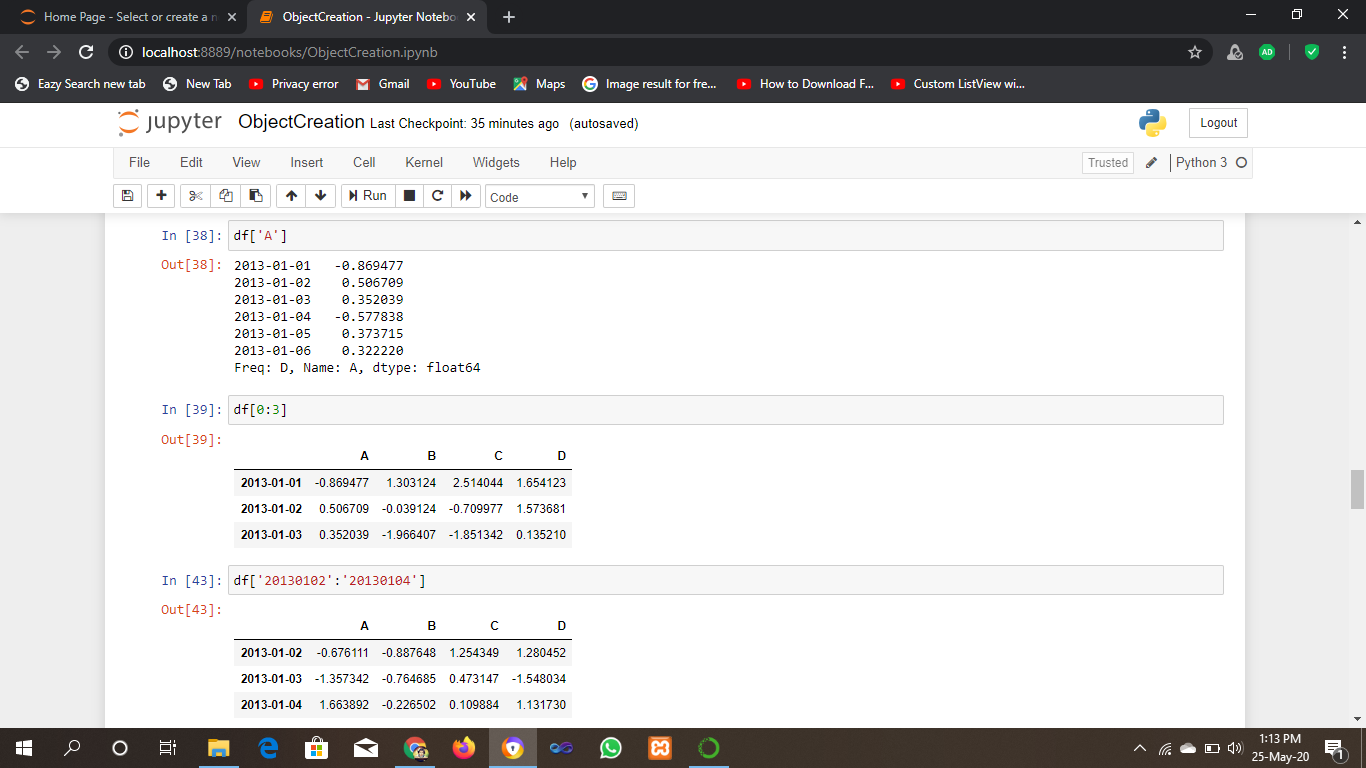 Home Page - Select or create a n
ObjectCreation - Jupyter Notebo
localhost:8889/notebooks/ObjectCreation.ipynb
AD
Eazy Search new tab New Tab Privacy error Gmail YouTube Maps Image result for fre... How to Download F... Custom ListView wi...
jupyter ObjectCreation Last Checkpoint: 35 minutes ago (autosaved)
Logout
File Edit View Insert Cell Kernel Widgets Help
Trusted Python 3
Run Code
In [38]: df['A']
Out[38]: 2013-01-01 -0.869477
2013-01-02 0.506709
2013-01-03 0.352039
2013-01-04 -0.577838
2013-01-05 0.373715
2013-01-06 0.322220
Freq: D, Name: A, dtype: float64
In [39]: df[0:3]
Out[39]:
A B C D
2013-01-01 -0.869477 1.303124 2.514044 1.654123
2013-01-02 0.506709 -0.039124 -0.709977 1.573681
2013-01-03 0.352039 -1.966407 -1.851342 0.135210
In [43]: df['20130102':'20130104']
Out[43]:
A B C D
2013-01-02 -0.676111 -0.887648 1.254349 1.280452
2013-01-03 -1.357342 -0.764685 0.473147 -1.548034
2013-01-04 1.663892 -0.226502 0.109884 1.131730
1:13 PM
25-May-20
1